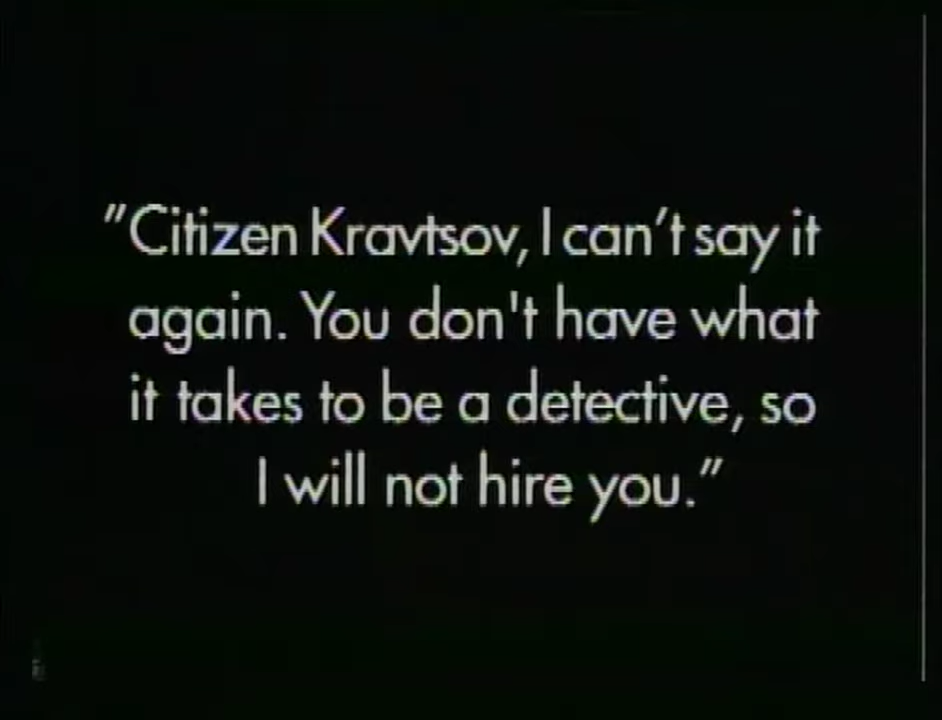 "Citizen Kravtsov, I can't say it
again. You don't have what
it takes to be a detective, so
I will not hire you."